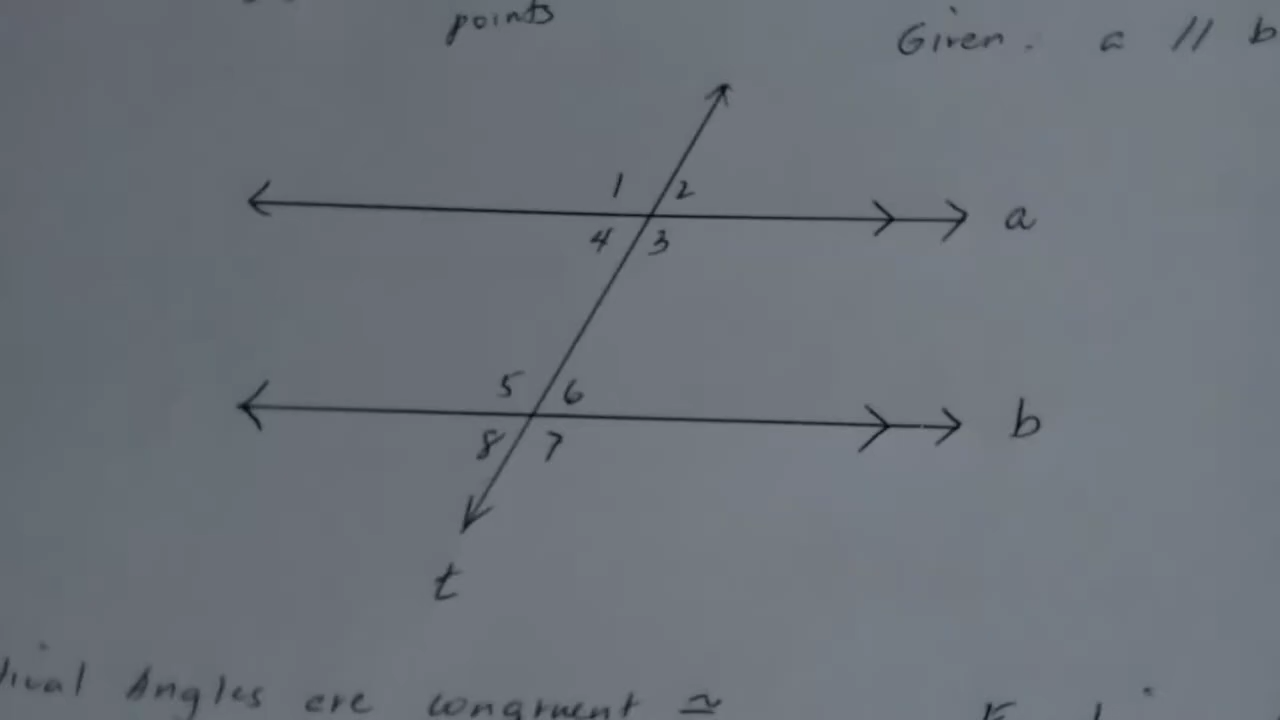 points
Given. a // b
1 2
a
4 3
5 6
b
8 7
t
Angles are congruent ≅